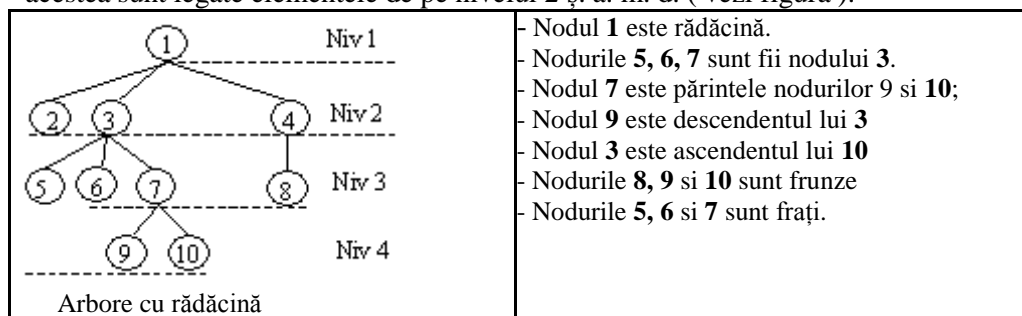 acestea sunt legate elementele de pe nivelul 2 ș. a. m. d. ( vezi figura ).
1 Niv 1
2 3 4 Niv 2
5 6 7 8 Niv 3
9 10 Niv 4
Arbore cu rădăcină
- Nodul 1 este rădăcină.
- Nodurile 5, 6, 7 sunt fii nodului 3.
- Nodul 7 este părintele nodurilor 9 si 10;
- Nodul 9 este descendentul lui 3
- Nodul 3 este ascendentul lui 10
- Nodurile 8, 9 si 10 sunt frunze
- Nodurile 5, 6 si 7 sunt frați.